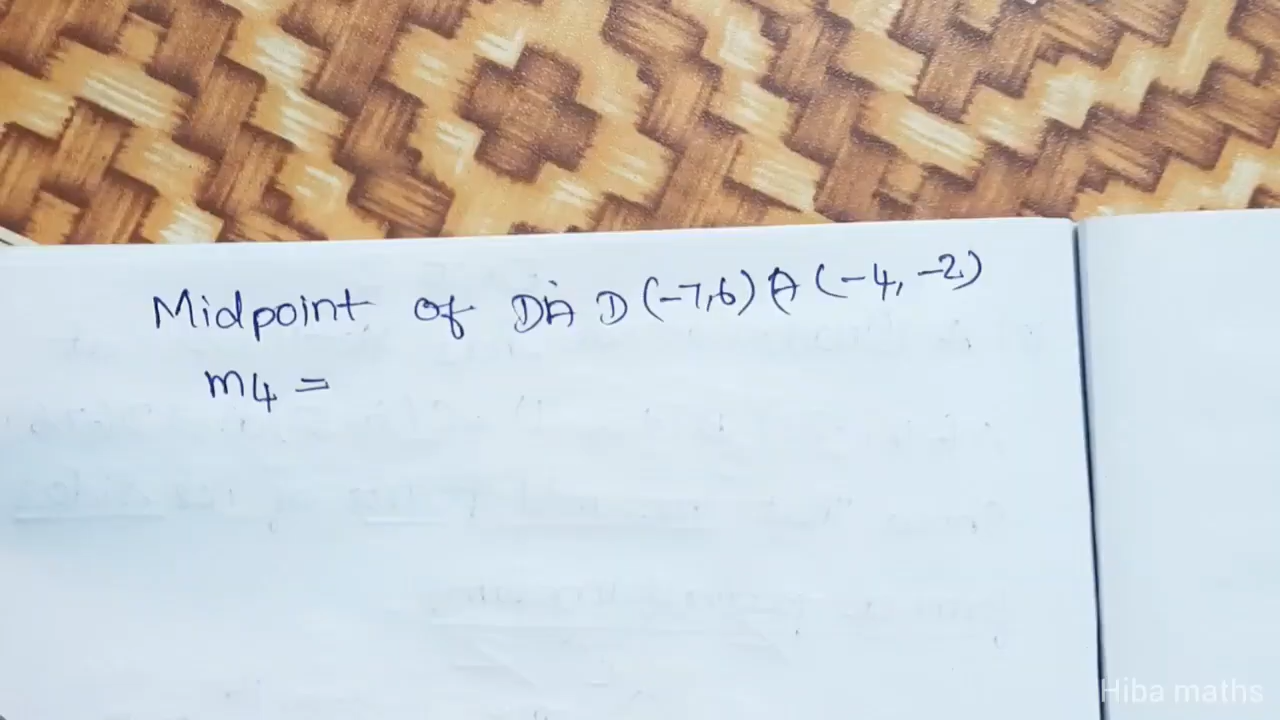 Midpoint of DA D (-7,6) A (-4, -2)
m4 =
Hiba maths